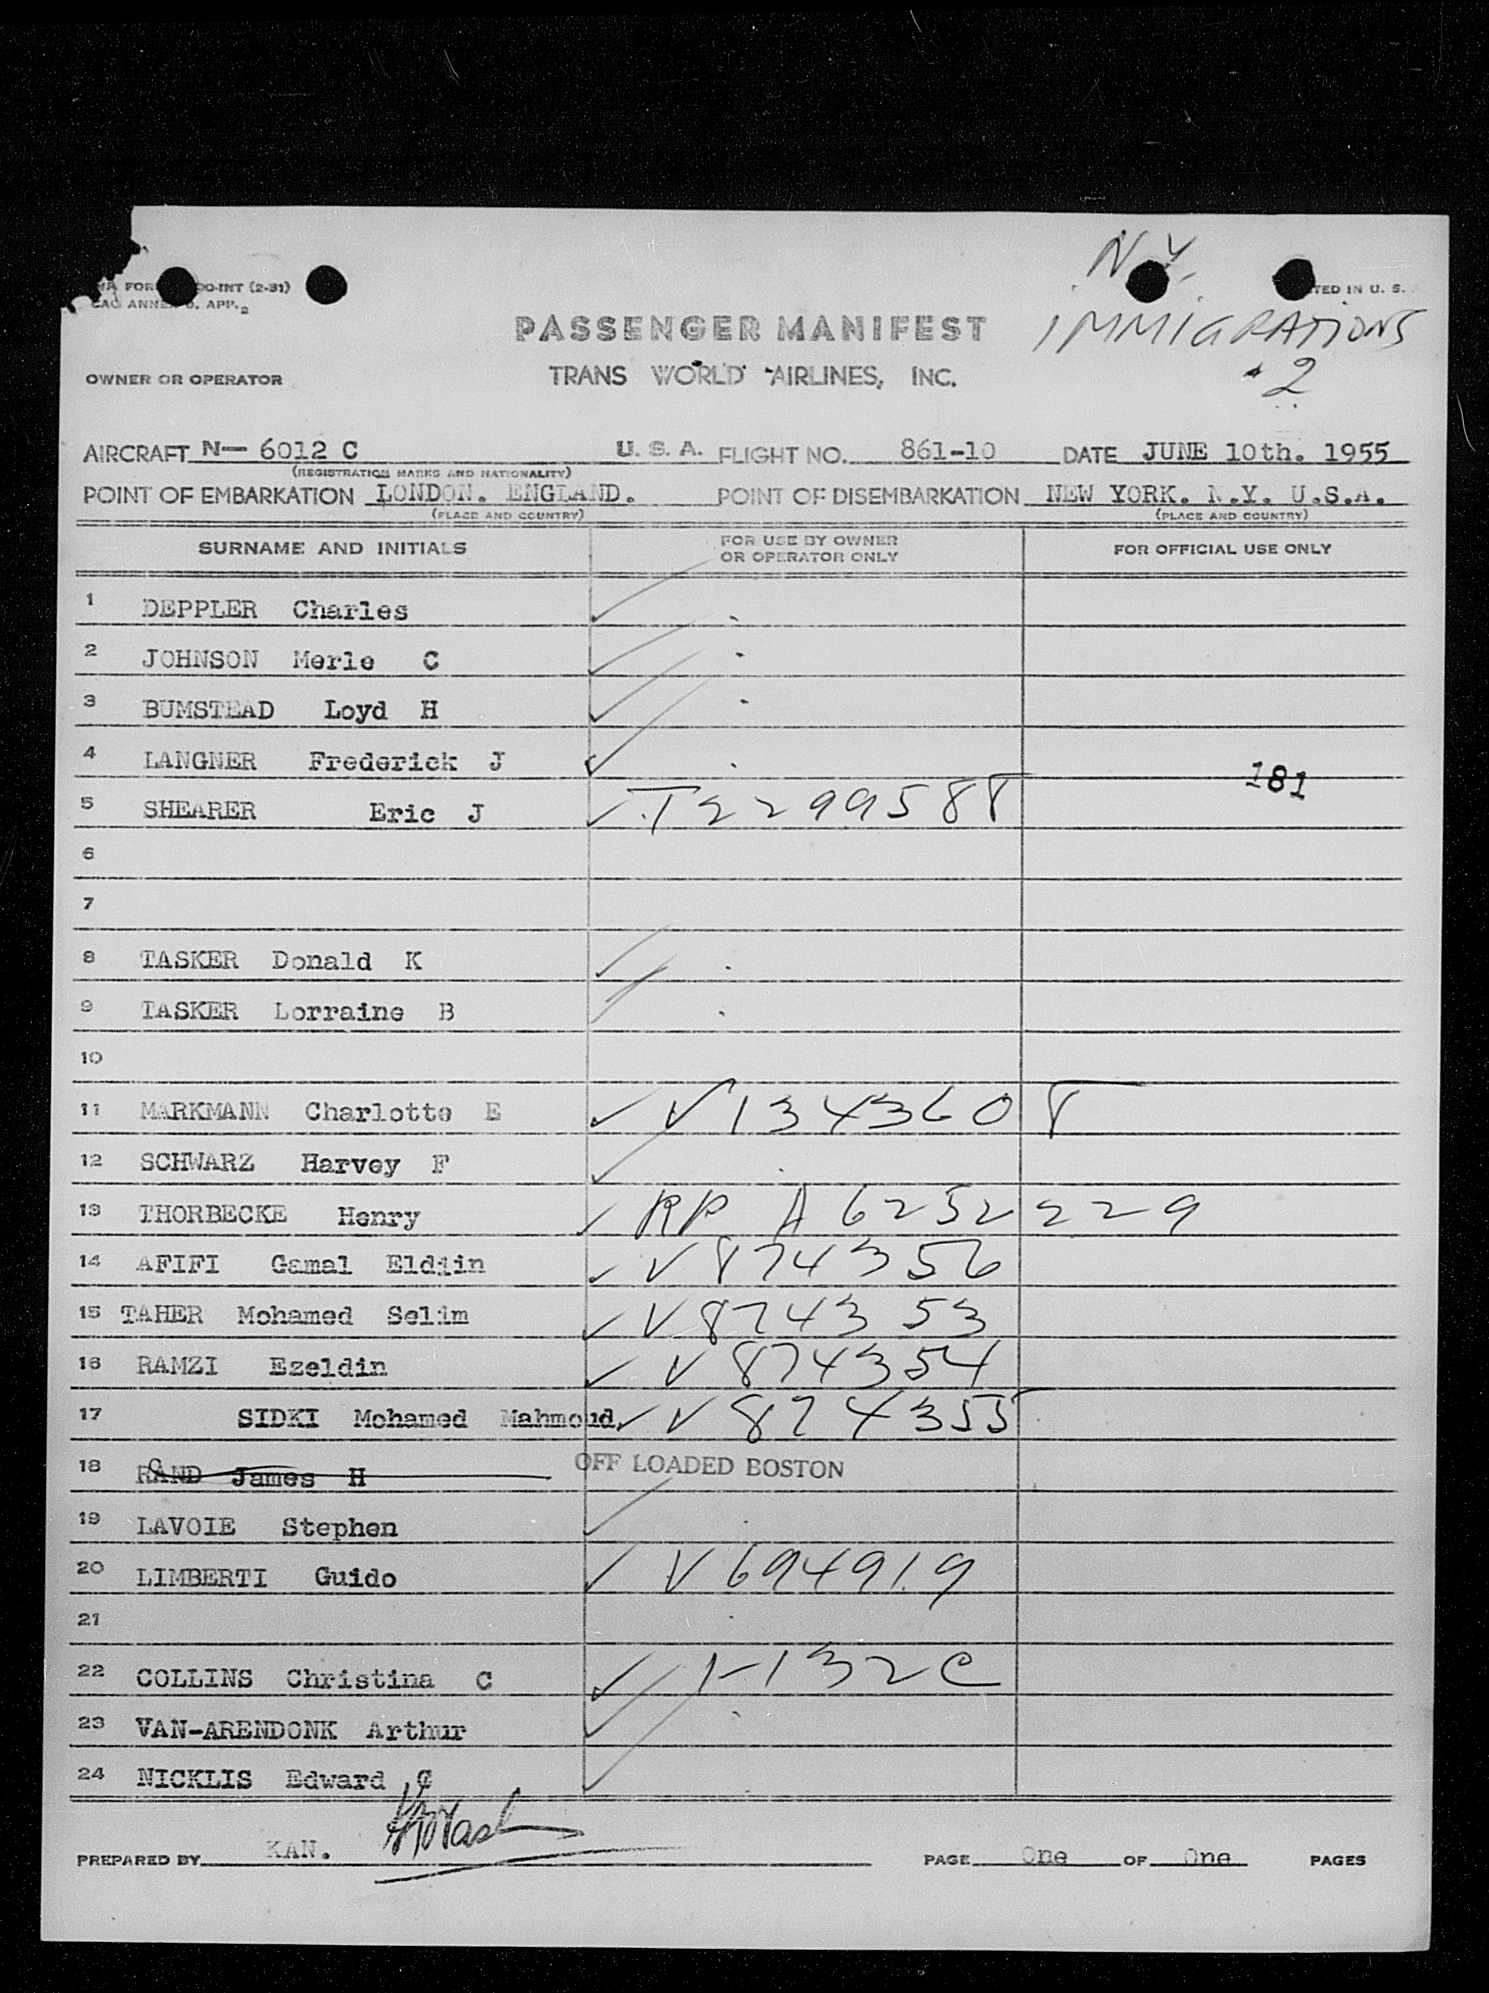 N.Y.
IMMIGRATIONS
2
PASSENGER MANIFEST
OWNER OR OPERATOR TRANS WORLD AIRLINES, INC.
AIRCRAFT N— 6012 C U. S. A. FLIGHT NO. 861-10 DATE JUNE 10th. 1955
(REGISTRATION MARKS AND NATIONALITY)
POINT OF EMBARKATION LONDON. ENGLAND. POINT OF DISEMBARKATION NEW YORK. N.Y. U.S.A.
(PLACE AND COUNTRY) (PLACE AND COUNTRY)
SURNAME AND INITIALS FOR USE BY OWNER OR OPERATOR ONLY FOR OFFICIAL USE ONLY
1 DEPPLER Charles
2 JOHNSON Merle C
3 BUMSTEAD Loyd H
4 LANGNER Frederick J
181
5 SHEARER Eric J T2299588
6
7
8 TASKER Donald K
9 TASKER Lorraine B
10
11 MARKMANN Charlotte E V1343608
12 SCHWARZ Harvey F
13 THORBECKE Henry RP A6252229
14 AFIFI Gamal Eldjin V874356
15 TAHER Mohamed Selim V874353
16 RAMZI Ezeldin V874354
17 SIDKI Mohamed Mahmoud. V874355
18 RAND James H OFF LOADED BOSTON
19 LAVOIE Stephen
20 LIMBERTI Guido V694919
21
22 COLLINS Christina C 1-132C
23 VAN-ARENDONK Arthur
24 NICKLIS Edward C
PREPARED BY KAN. PAGE One OF One PAGES